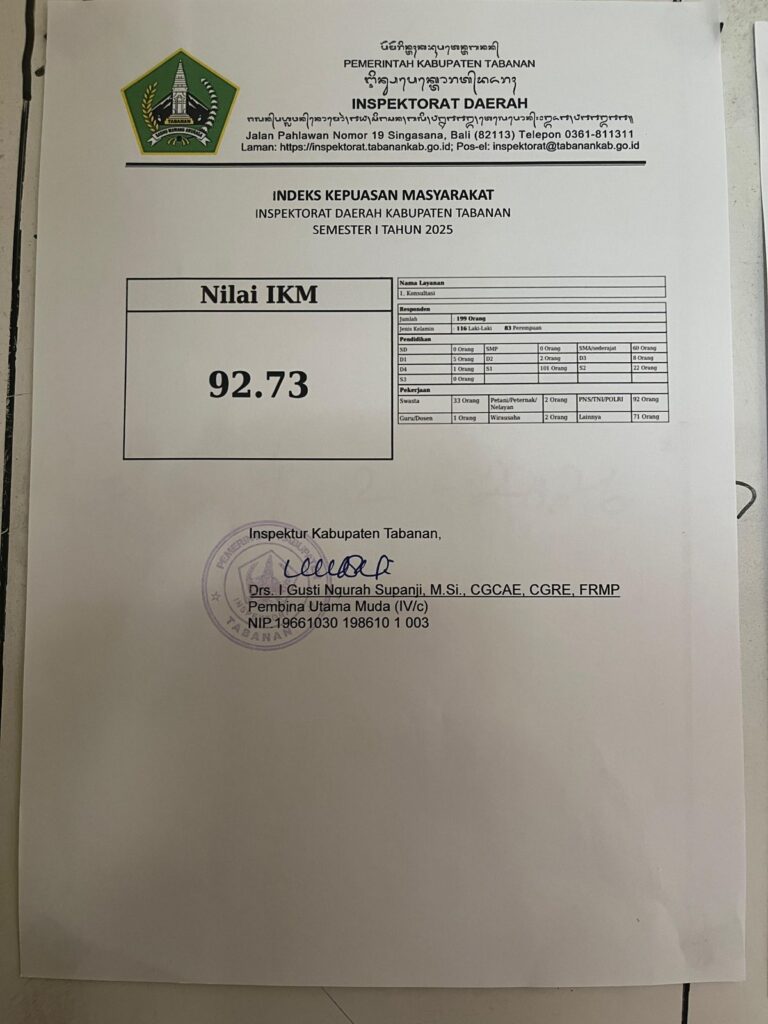 PEMERINTAH KABUPATEN TABANAN
INSPEKTORAT DAERAH
Jalan Pahlawan Nomor 19 Singasana, Bali (82113) Telepon 0361-811311
Laman: https://inspektorat.tabanankab.go.id; Pos-el: inspektorat@tabanankab.go.id
TABANAN
INDEKS KEPUASAN MASYARAKAT
INSPEKTORAT DAERAH KABUPATEN TABANAN
SEMESTER I TAHUN 2025
Nilai IKM
92.73
Nama Layanan
1. Konsultasi
Responden
Jumlah : 199 Orang
Jenis Kelamin : 116 Laki-Laki 83 Perempuan
Pendidikan
SD 0 Orang SMP 0 Orang SMA/sederajat 60 Orang
D1 5 Orang D2 2 Orang D3 8 Orang
D4 1 Orang S1 101 Orang S2 22 Orang
S3 0 Orang
Pekerjaan
Swasta 33 Orang Petani/Peternak/ 2 Orang PNS/TNI/POLRI 92 Orang
Nelayan
Guru/Dosen 1 Orang Wirausaha 2 Orang Lainnya 71 Orang
Inspektur Kabupaten Tabanan,
Drs. I Gusti Ngurah Supanji, M.Si., CGCAE, CGRE, FRMP
Pembina Utama Muda (IV/c)
NIP.19661030 198610 1 003
TABANAN